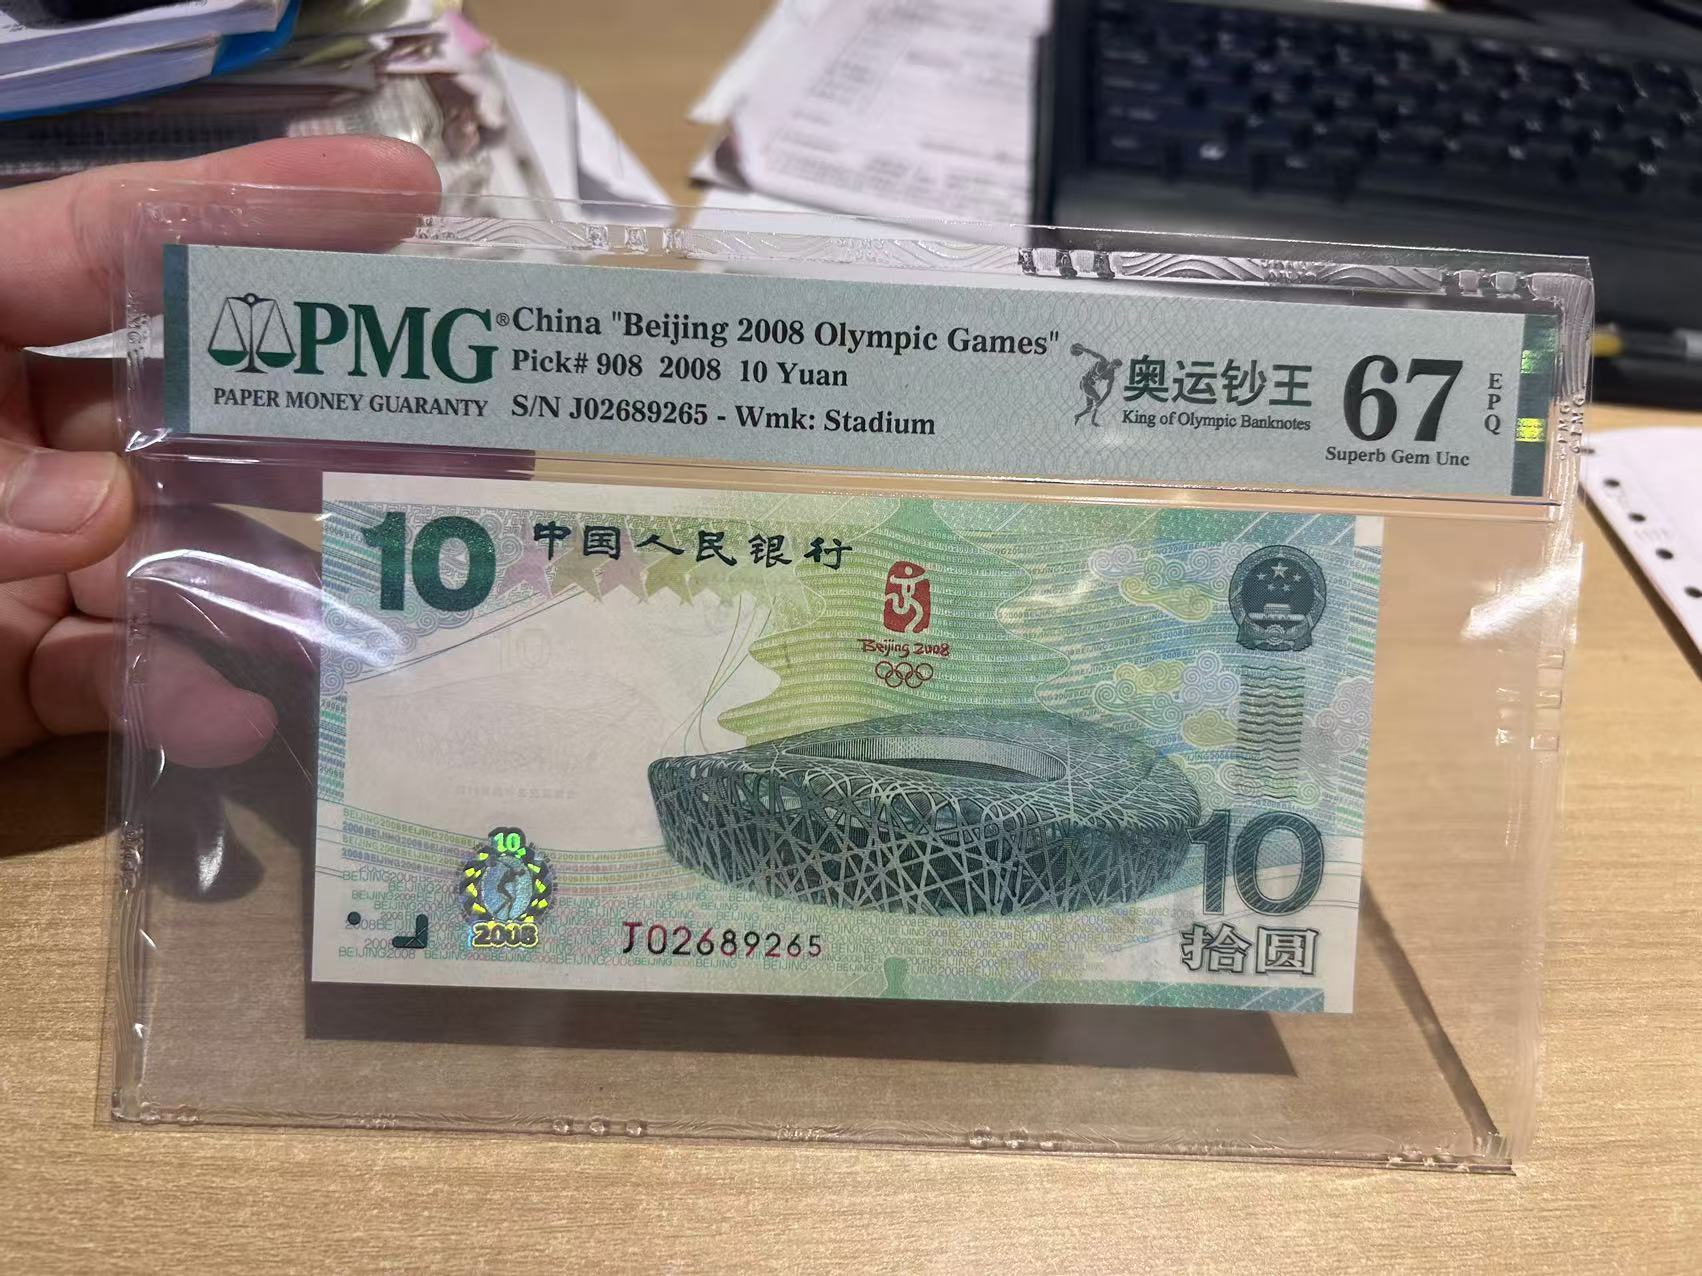 PMG®
PAPER MONEY GUARANTY
China "Beijing 2008 Olympic Games"
Pick# 908 2008 10 Yuan
S/N J02689265 - Wmk: Stadium
奥运钞王
King of Olympic Banknotes
67
EPQ
Superb Gem Unc
10
中国人民银行
Beijing 2008
10
2008
J02689265
10
拾圆